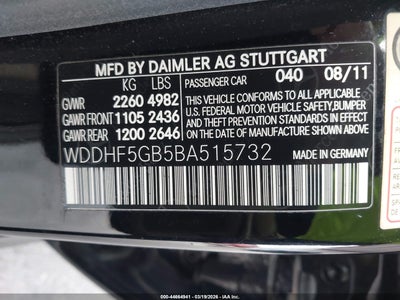 MFD BY DAIMLER AG STUTTGART
KG LBS PASSENGER CAR 040 08/11
GVWR 2260 4982 THIS VEHICLE CONFORMS TO ALL APPLICABLE
GAWR FRONT 1105 2436 U.S. FEDERAL MOTOR VEHICLE SAFETY, BUMPER
GAWR REAR 1200 2646 AND THEFT PREVENTION STANDARDS IN EFFECT ON THE DATE OF MANUFACTURE SHOWN ABOVE.
WDDHF5GB5BA515732 MADE IN GERMANY
000-44664941 - 03/19/2026 - IAA Inc.